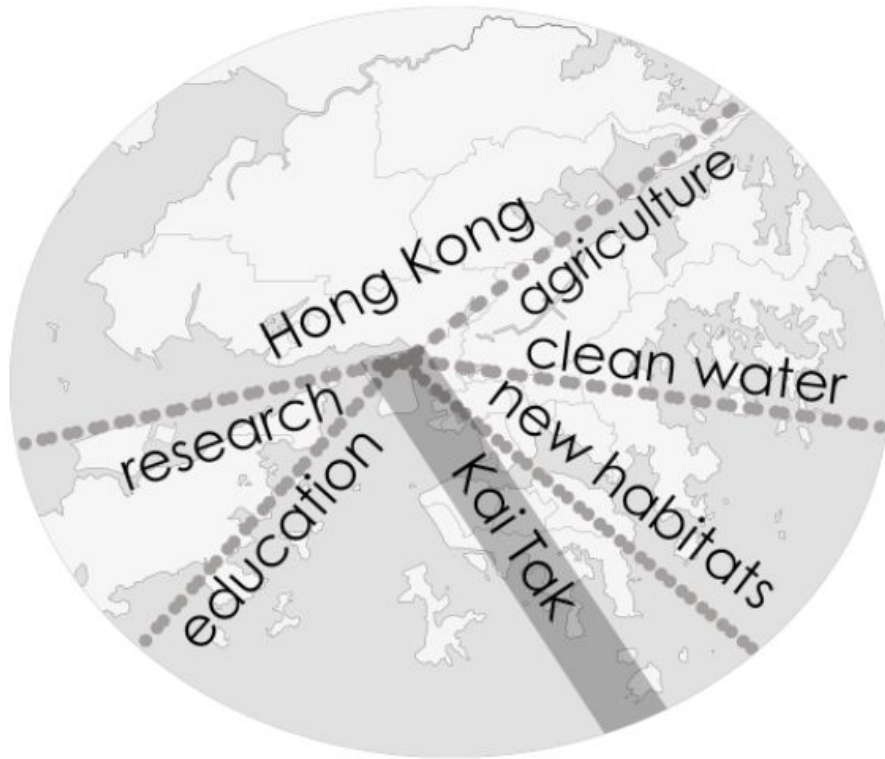 Hong Kong
agriculture
clean water
new habitats
Kai Tak
research
education